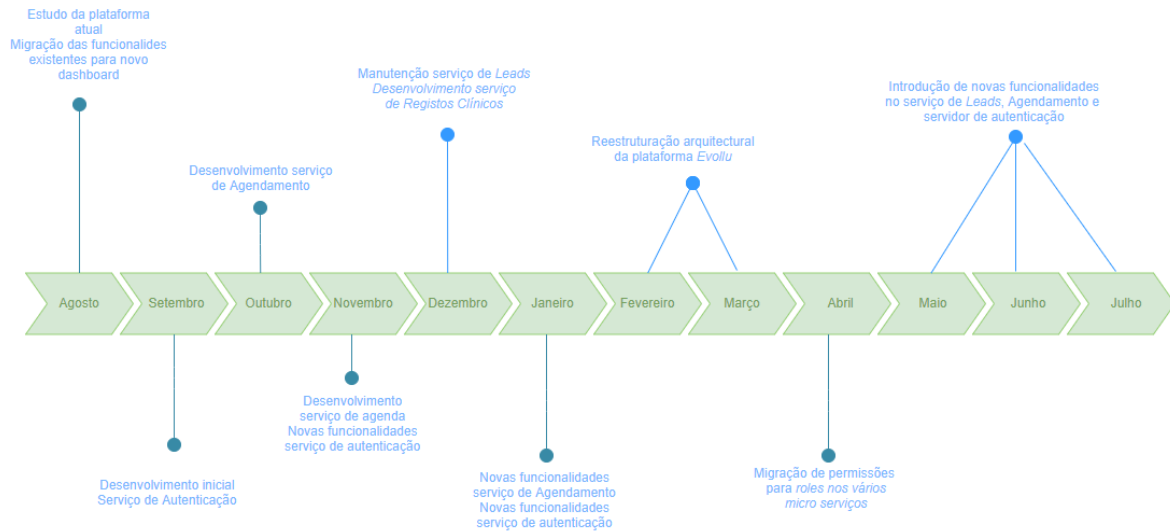 Estudo da plataforma
atual
Migração das funcionalides
existentes para novo
dashboard
Manutenção serviço de Leads
Desenvolvimento serviço
de Registos Clínicos
Introdução de novas funcionalidades
no serviço de Leads, Agendamento e
servidor de autenticação
Reestruturação arquitectural
da plataforma Evollu
Desenvolvimento serviço
de Agendamento
Agosto
Setembro
Outubro
Novembro
Dezembro
Janeiro
Fevereiro
Março
Abril
Maio
Junho
Julho
Desenvolvimento
serviço de agenda
Novas funcionalidades
serviço de autenticação
Desenvolvimento inicial
Serviço de Autenticação
Novas funcionalidades
serviço de Agendamento
Novas funcionalidades
serviço de autenticação
Migração de permissões
para roles nos vários
micro serviços